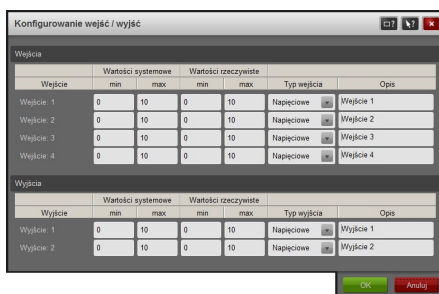 Konfigurowanie wejść / wyjść
Wejścia
Wartości systemowe Wartości rzeczywiste
Wejście min max min max Typ wejścia Opis
Wejście: 1 0 10 0 10 Napięciowe Wejście 1
Wejście: 2 0 10 0 10 Napięciowe Wejście 2
Wejście: 3 0 10 0 10 Napięciowe Wejście 3
Wejście: 4 0 10 0 10 Napięciowe Wejście 4
Wyjścia
Wartości systemowe Wartości rzeczywiste
Wyjście min max min max Typ wyjścia Opis
Wyjście: 1 0 10 0 10 Napięciowe Wyjście 1
Wyjście: 2 0 10 0 10 Napięciowe Wyjście 2
OK Anuluj